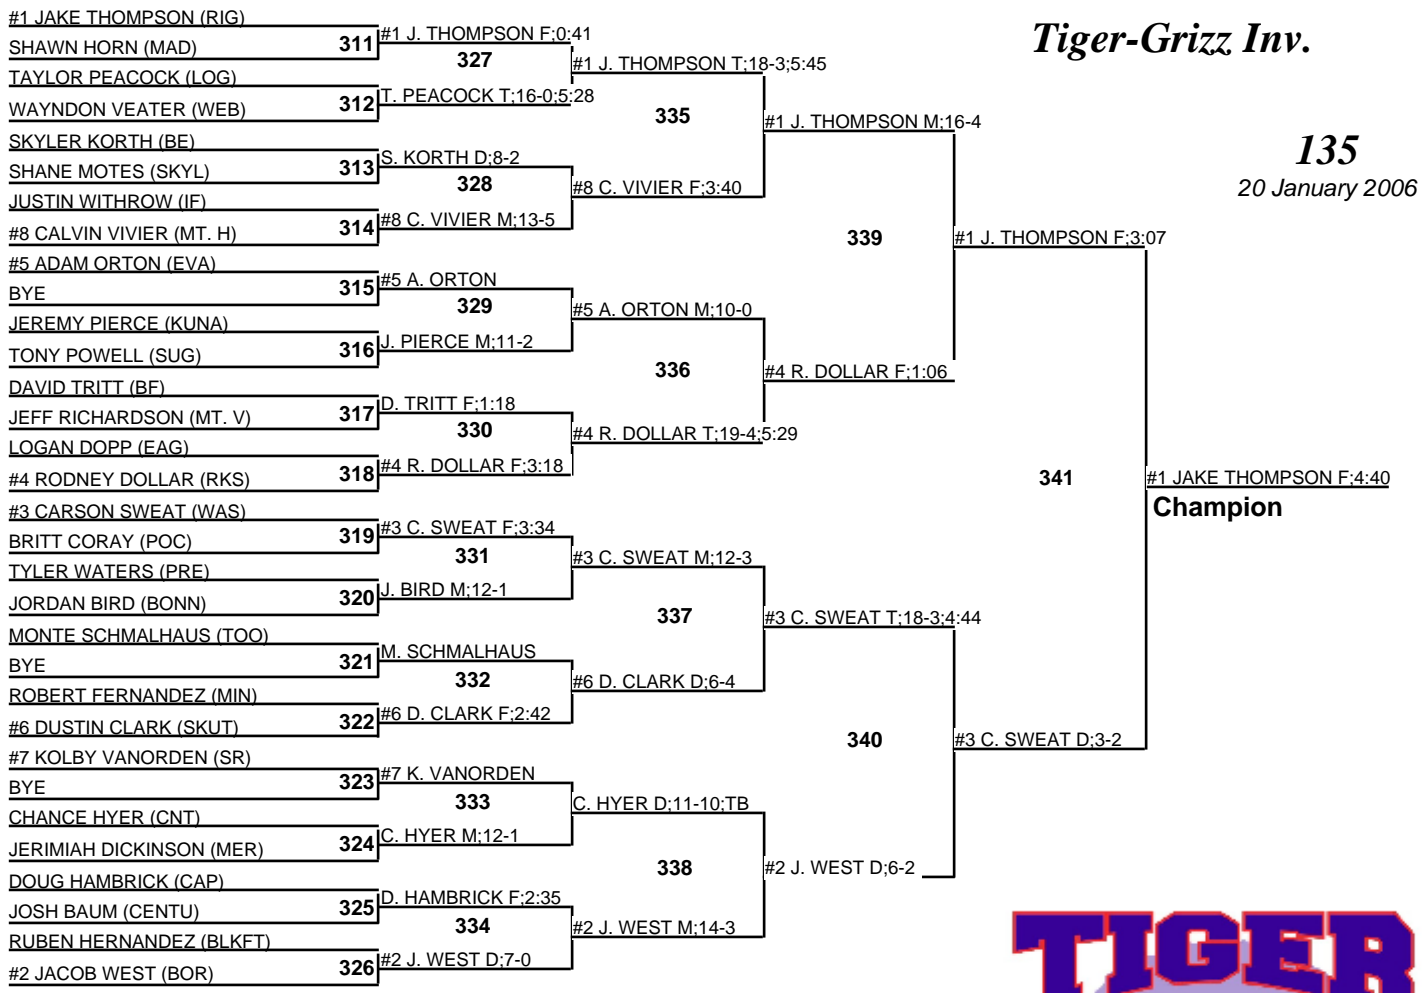 Tiger-Grizz Inv.
135
20 January 2006
#1 JAKE THOMPSON (RIG)
SHAWN HORN (MAD)
TAYLOR PEACOCK (LOG)
WAYNDON VEATER (WEB)
SKYLER KORTH (BE)
SHANE MOTES (SKYL)
JUSTIN WITHROW (IF)
#8 CALVIN VIVIER (MT. H)
#5 ADAM ORTON (EVA)
BYE
JEREMY PIERCE (KUNA)
TONY POWELL (SUG)
DAVID TRITT (BF)
JEFF RICHARDSON (MT. V)
LOGAN DOPP (EAG)
#4 RODNEY DOLLAR (RKS)
#3 CARSON SWEAT (WAS)
BRITT CORAY (POC)
TYLER WATERS (PRE)
JORDAN BIRD (BONN)
MONTE SCHMALHAUS (TOO)
BYE
ROBERT FERNANDEZ (MIN)
#6 DUSTIN CLARK (SKUT)
#7 KOLBY VANORDEN (SR)
BYE
CHANCE HYER (CNT)
JERIMIAH DICKINSON (MER)
DOUG HAMBRICK (CAP)
JOSH BAUM (CENTU)
RUBEN HERNANDEZ (BLKFT)
#2 JACOB WEST (BOR)
311
312
313
314
315
316
317
318
319
320
321
322
323
324
325
326
#1 J. THOMPSON F;0:41
T. PEACOCK T;16-0;5:28
S. KORTH D;8-2
#8 C. VIVIER M;13-5
#5 A. ORTON
J. PIERCE M;11-2
D. TRITT F;1:18
#4 R. DOLLAR F;3:18
#3 C. SWEAT F;3:34
J. BIRD M;12-1
M. SCHMALHAUS
#6 D. CLARK F;2:42
#7 K. VANORDEN
C. HYER M;12-1
D. HAMBRICK F;2:35
#2 J. WEST D;7-0
327
328
329
330
331
332
333
334
#1 J. THOMPSON T;18-3;5:45
#8 C. VIVIER F;3:40
#5 A. ORTON M;10-0
#4 R. DOLLAR T;19-4;5:29
#3 C. SWEAT M;12-3
#6 D. CLARK D;6-4
C. HYER D;11-10;TB
#2 J. WEST M;14-3
335
336
337
338
#1 J. THOMPSON M;16-4
#4 R. DOLLAR F;1:06
#3 C. SWEAT T;18-3;4:44
#2 J. WEST D;6-2
339
340
#1 J. THOMPSON F;3:07
#3 C. SWEAT D;3-2
341
#1 JAKE THOMPSON F;4:40
Champion
TIGER